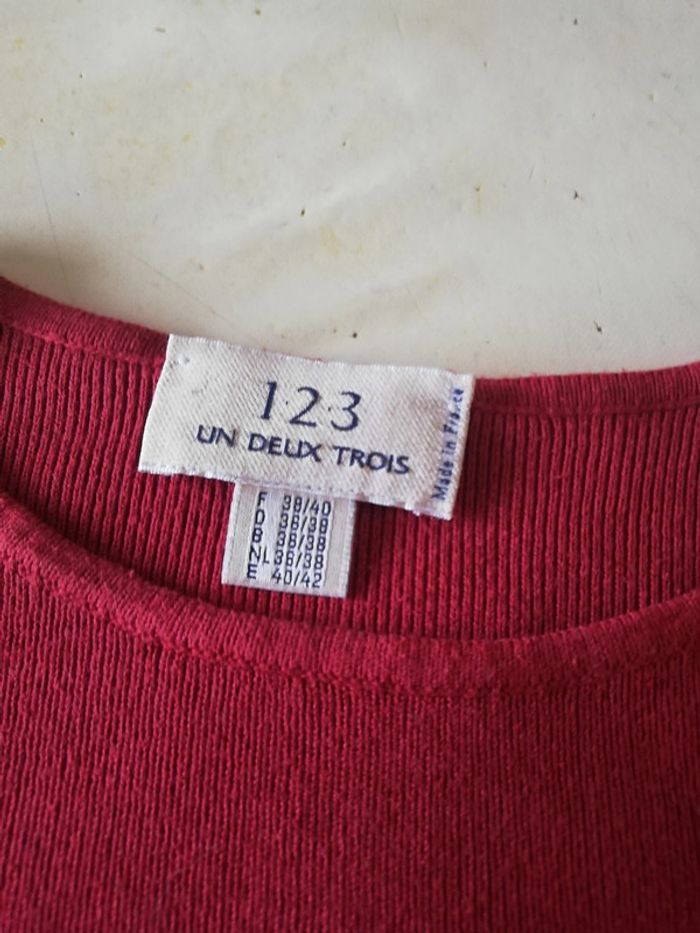 1·2·3
UN DEUX TROIS
Made in France
F 38/40
D 36/38
B 36/38
NL 36/38
E 40/42